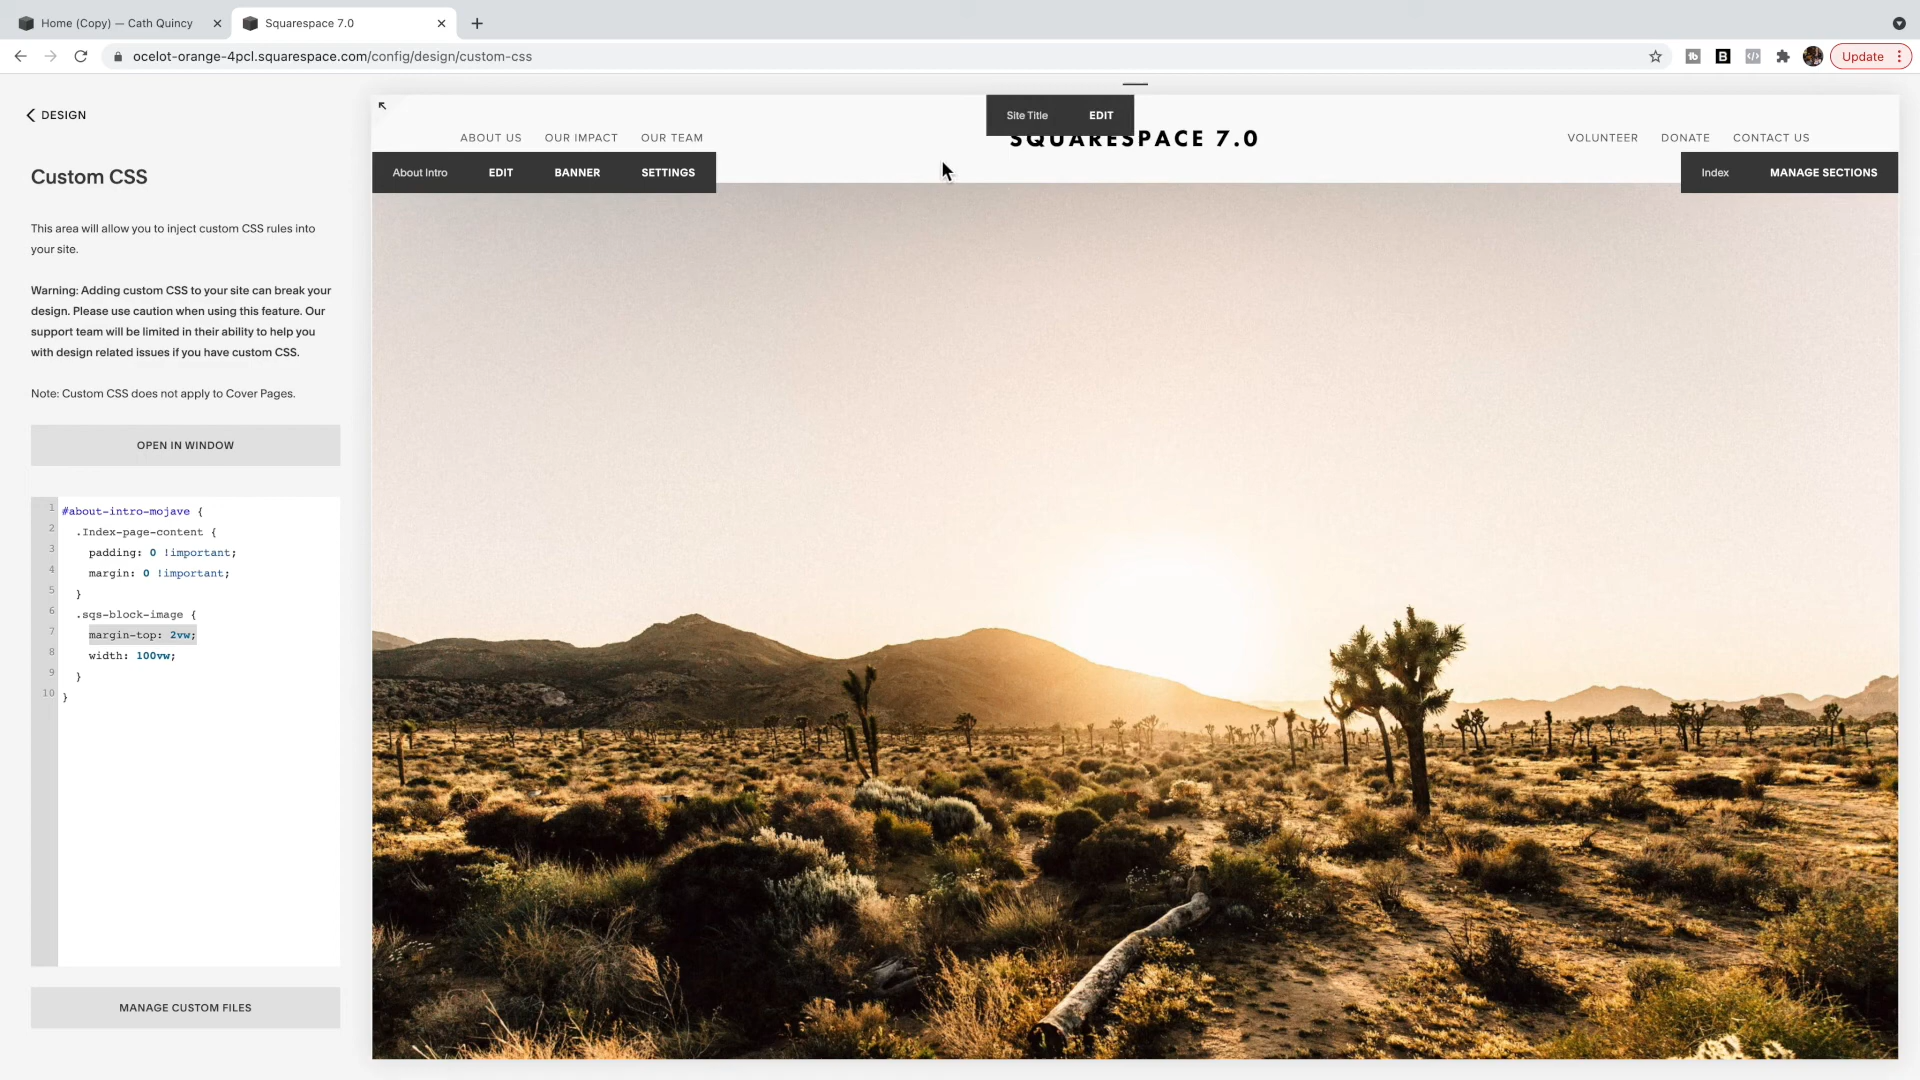 Home (Copy) — Cath Quincy
Squarespace 7.0
ocelot-orange-4pcl.squarespace.com/config/design/custom-css
Update
DESIGN
Custom CSS
This area will allow you to inject custom CSS rules into
your site.
Warning: Adding custom CSS to your site can break your
design. Please use caution when using this feature. Our
support team will be limited in their ability to help you
with design related issues if you have custom CSS.
Note: Custom CSS does not apply to Cover Pages.
OPEN IN WINDOW
1 #about-intro-mojave {
2 .Index-page-content {
3 padding: 0 !important;
4 margin: 0 !important;
5 }
6 .sqs-block-image {
7 margin-top: 2vw;
8 width: 100vw;
9 }
10 }
MANAGE CUSTOM FILES
Site Title EDIT
ABOUT US OUR IMPACT OUR TEAM
SQUARESPACE 7.0
VOLUNTEER DONATE CONTACT US
About Intro EDIT BANNER SETTINGS
Index MANAGE SECTIONS